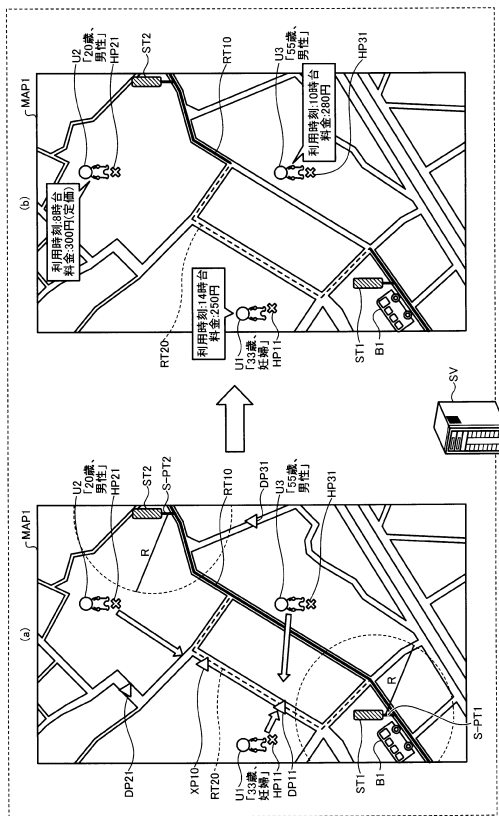 (a)
MAP1
U2
「20歳、
男性」
HP21
ST2
S-PT2
R
RT10
DP31
U3
「55歳、
男性」
HP31
DP21
XP10
RT20
U1
「33歳、
妊婦」
HP11
DP11
ST1
B1
R
S-PT1
SV
(b)
MAP1
利用時刻:8時台
料金:300円(定価)
U2
「20歳、
男性」
HP21
ST2
RT10
U3
「55歳、
男性」
利用時刻:10時台
料金:280円
HP31
RT20
利用時刻:14時台
料金:250円
U1
「33歳、
妊婦」
HP11
ST1
B1